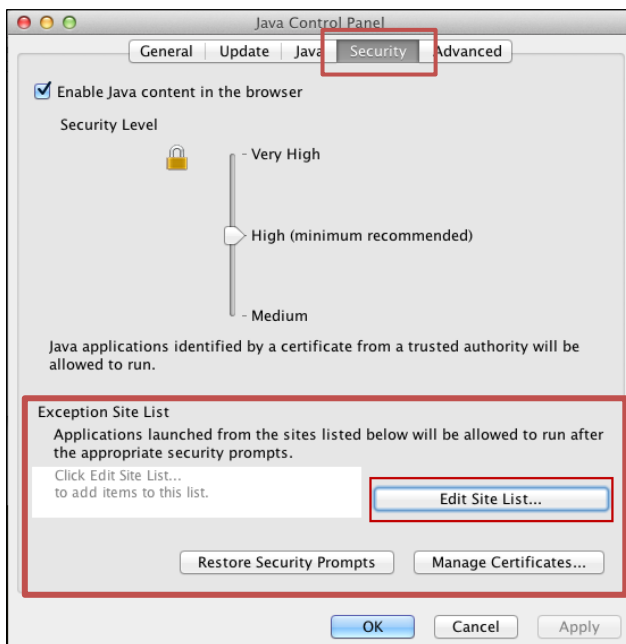 Java Control Panel
General Update Java Security Advanced
Enable Java content in the browser
Security Level
- Very High
High (minimum recommended)
- Medium
Java applications identified by a certificate from a trusted authority will be
allowed to run.
Exception Site List
Applications launched from the sites listed below will be allowed to run after
the appropriate security prompts.
Click Edit Site List...
to add items to this list.
Edit Site List...
Restore Security Prompts Manage Certificates...
OK Cancel Apply